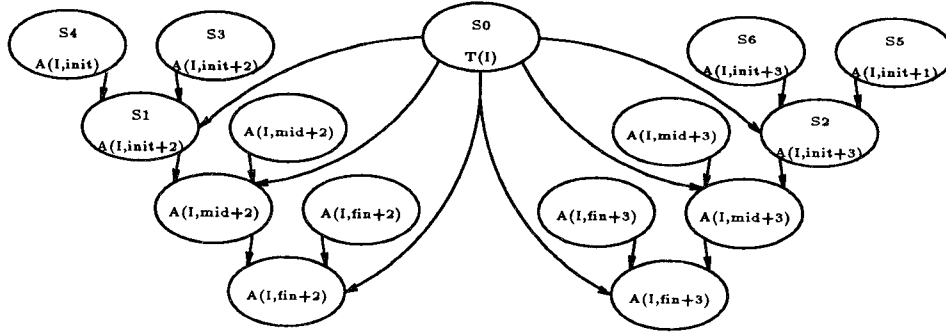 S4
A(I,init)
S3
A(I,init+2)
S0
T(I)
S6
A(I,init+3)
S5
A(I,init+1)
S1
A(I,init+2)
A(I,mid+2)
A(I,mid+3)
S2
A(I,init+3)
A(I,mid+2)
A(I,fin+2)
A(I,fin+3)
A(I,mid+3)
A(I,fin+2)
A(I,fin+3)